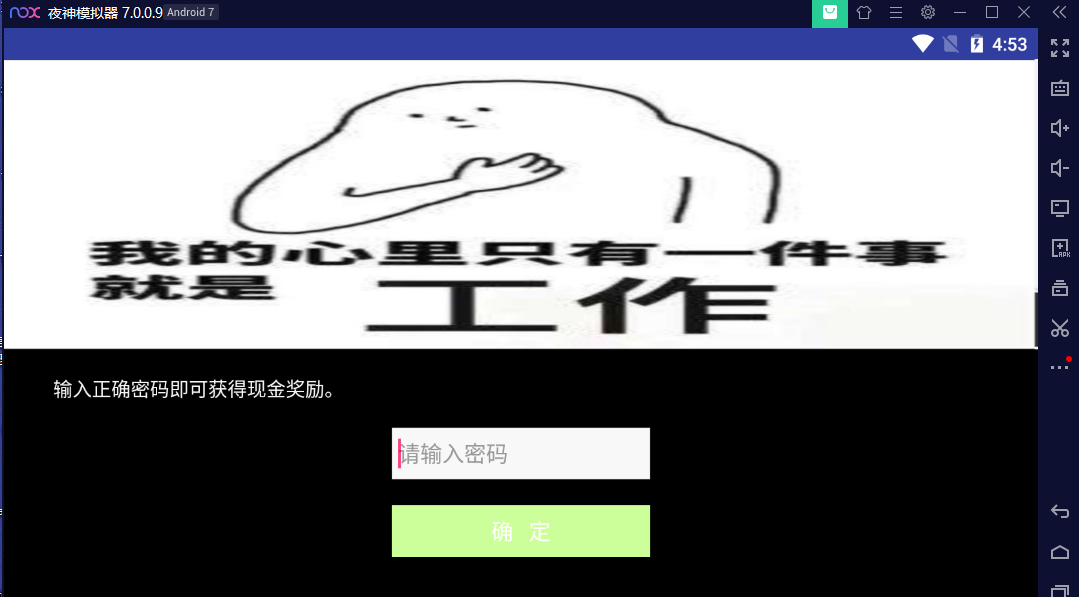 nox 夜神模拟器 7.0.0.9 Android 7
4:53
我的心里只有一件事
就是 工作
输入正确密码即可获得现金奖励。
请输入密码
确 定
APK